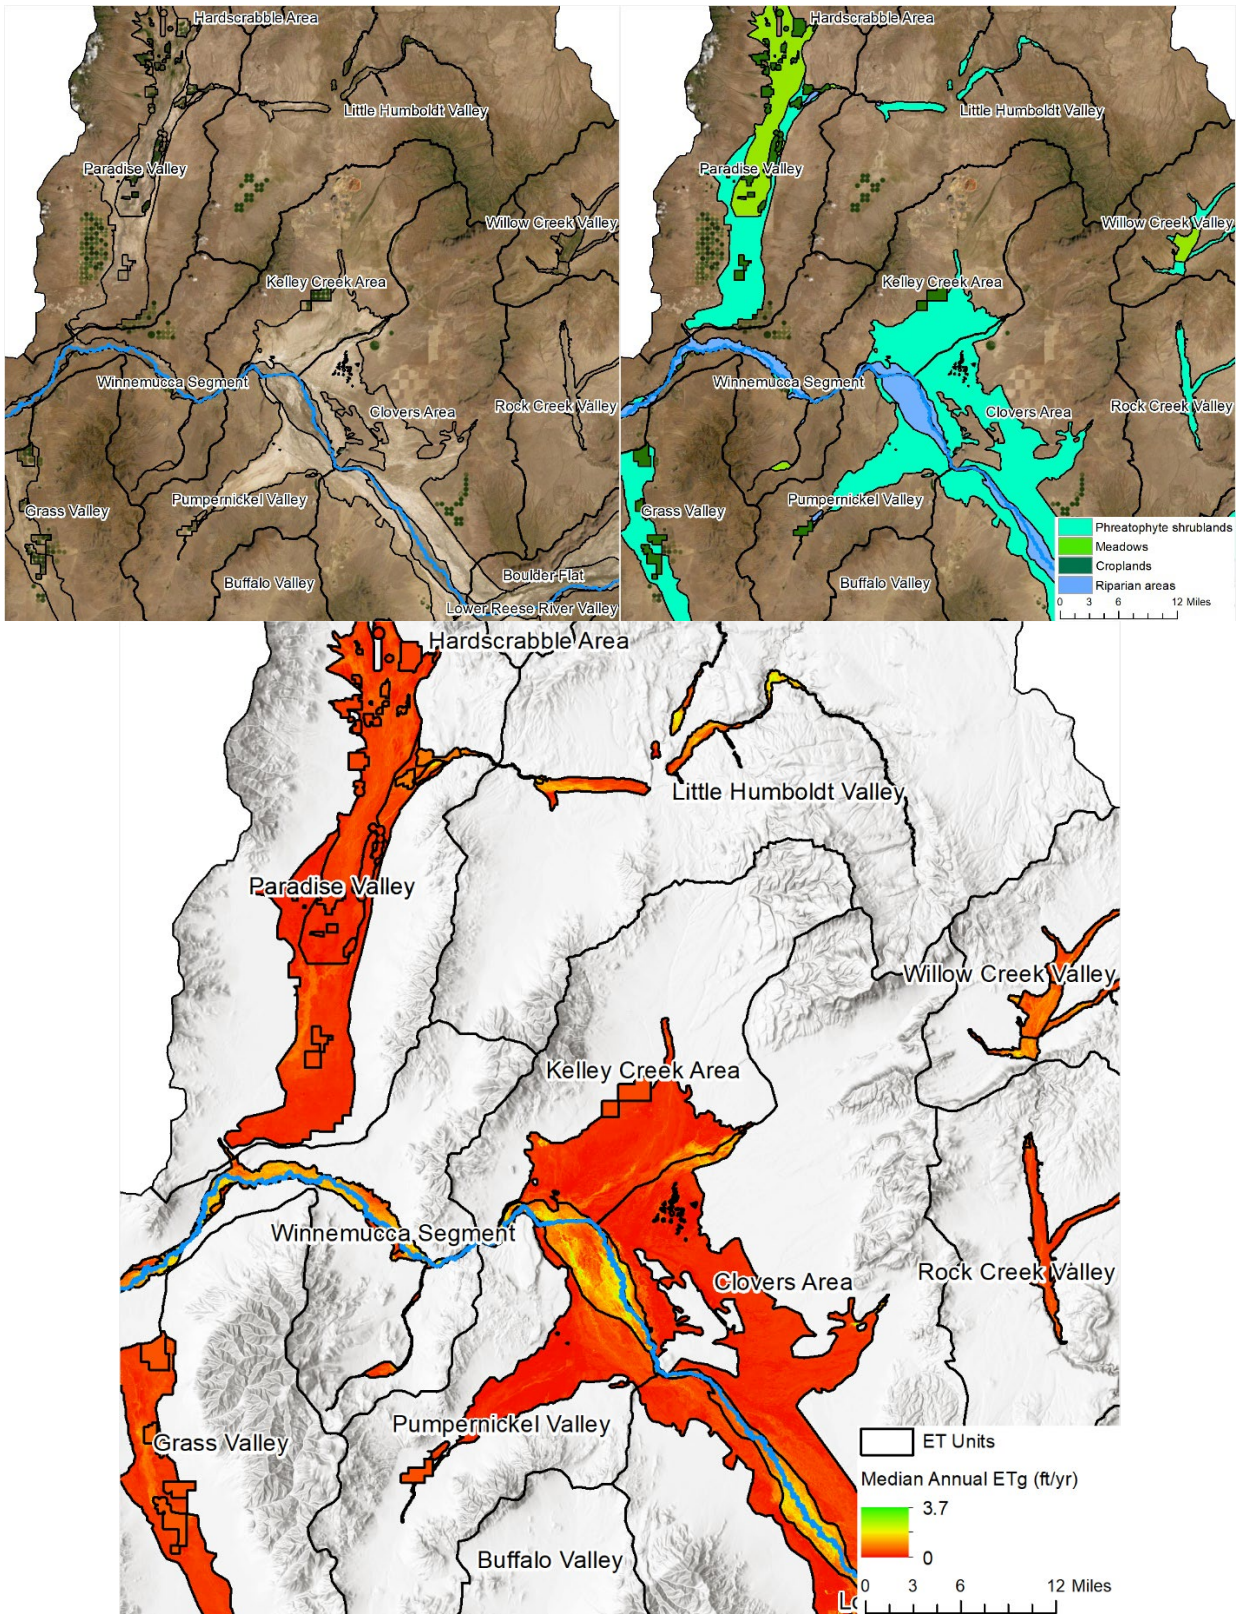 Hardscrabble Area
Little Humboldt Valley
Paradise Valley
Kelley Creek Area
Winnemucca Segment
Clovers Area
Rock Creek Valley
Willow Creek Valley
Pumpernickel Valley
Grass Valley
Buffalo Valley
Boulder Flat
Lower Reese River Valley
Hardscrabble Area
Little Humboldt Valley
Paradise Valley
Willow Creek Valley
Kelley Creek Area
Winnemucca Segment
Clovers Area
Rock Creek Valley
Pumpernickel Valley
Grass Valley
Buffalo Valley
Phreatophyte shrublands
Meadows
Croplands
Riparian areas
0 3 6 12 Miles
Hardscrabble Area
Little Humboldt Valley
Paradise Valley
Willow Creek Valley
Kelley Creek Area
Winnemucca Segment
Clovers Area
Rock Creek Valley
Pumpernickel Valley
Grass Valley
Buffalo Valley
Lo
ET Units
Median Annual ETg (ft/yr)
3.7
0
0 3 6 12 Miles